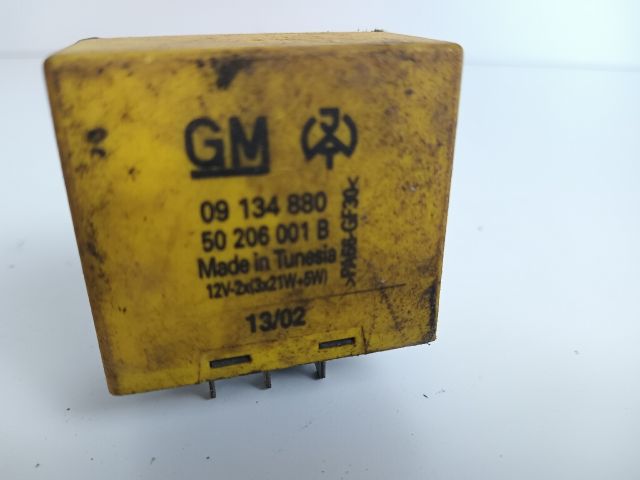 GM
09 134 880
50 206 001 B
Made in Tunesia
12V-2x(3x21W+5W)
13/02
>PA66-GF30<